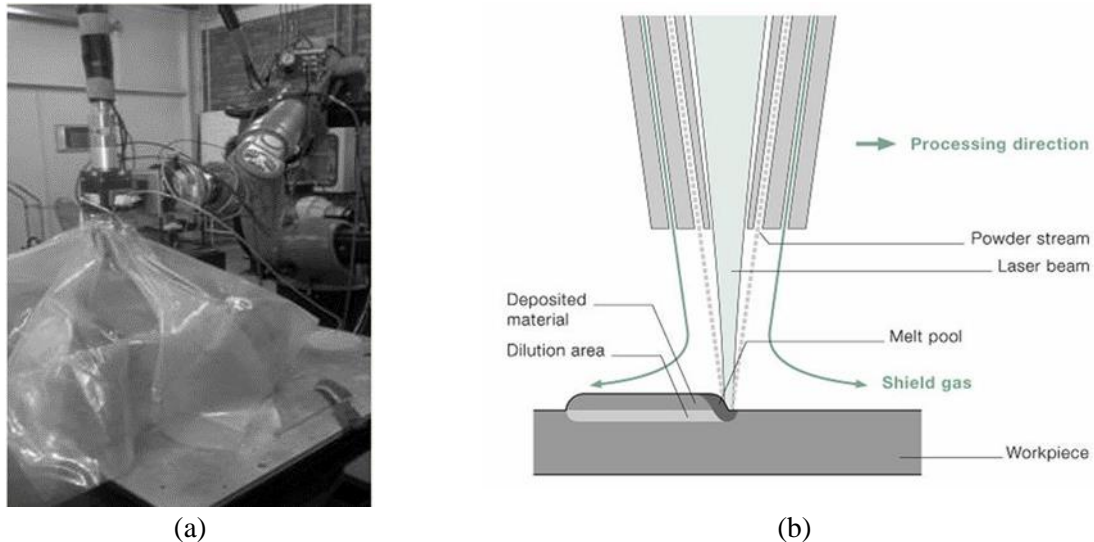 Processing direction
Powder stream
Laser beam
Deposited
material
Melt pool
Dilution area
Shield gas
Workpiece
(a)
(b)